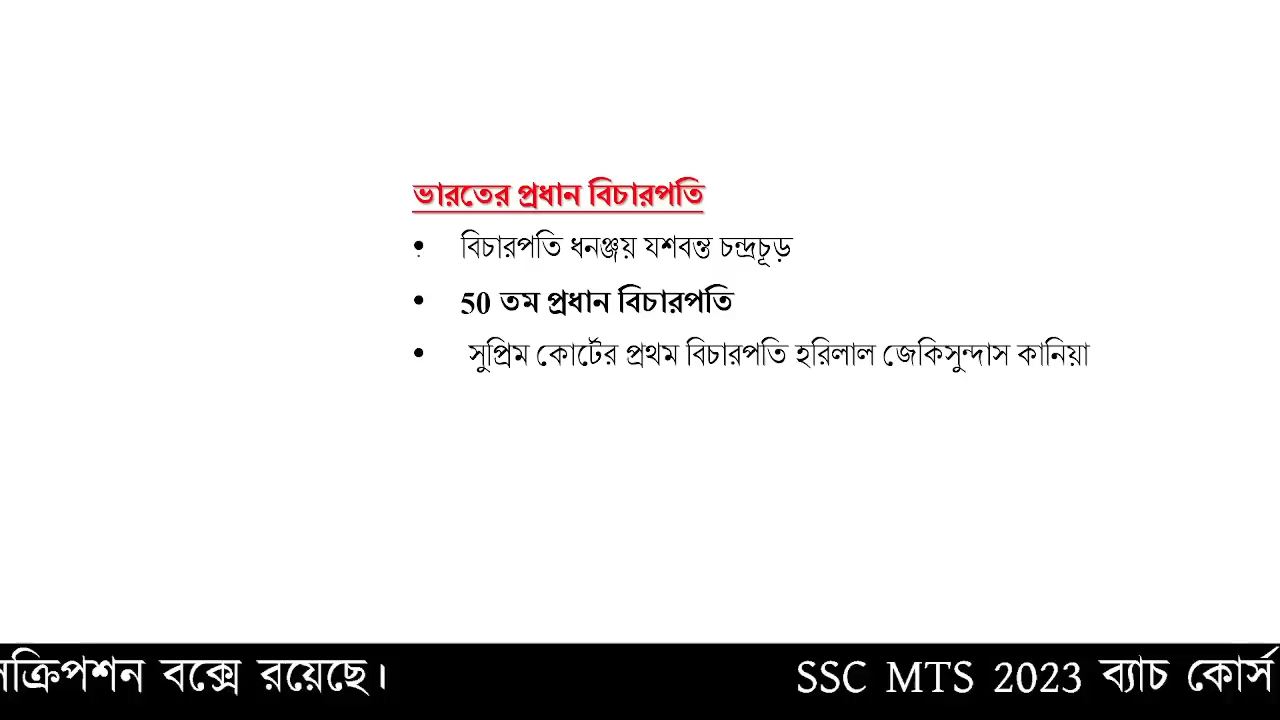 ভারতের প্রধান বিচারপতি
• বিচারপতি ধনঞ্জয় যশবন্ত চন্দ্রচূড়
• 50 তম প্রধান বিচারপতি
• সুপ্রিম কোর্টের প্রথম বিচারপতি হরিলাল জেকিসুন্দাস কানিয়া
বক্সে রয়েছে। SSC MTS 2023 ব্যাচ কোর্স